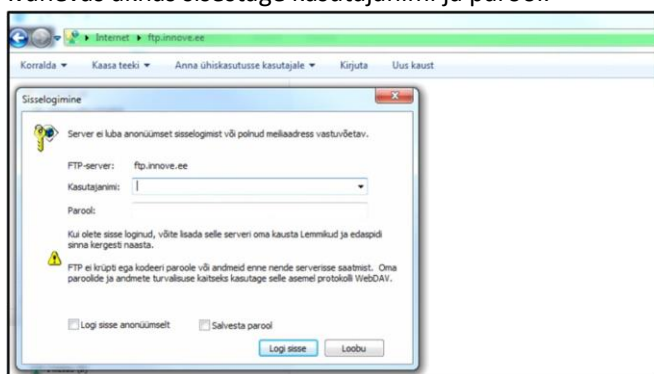 Avanevas aknas sisestage kasutajanimi ja parool:
Internet ▸ ftp.innove.ee
Korralda Kaasa teeki Anna ühiskasutusse kasutajale Kirjuta Uus kaust
Sisselogimine
Server ei luba anonüümset sisselogimist või polnud meiliaadress vastuvõetav.
FTP-server: ftp.innove.ee
Kasutajanimi:
Parool:
Kui olete sisse loginud, võite lisada selle serveri oma kausta Lemmikud ja edaspidi
sinna kergesti naasta.
FTP ei krüpti ega kodeeri paroole või andmeid enne nende serverisse saatmist. Oma
paroolide ja andmete turvalisuse kaitseks kasutage selle asemel protokolli WebDAV.
Logi sisse anonüümselt Salvesta parool
Logi sisse Loobu